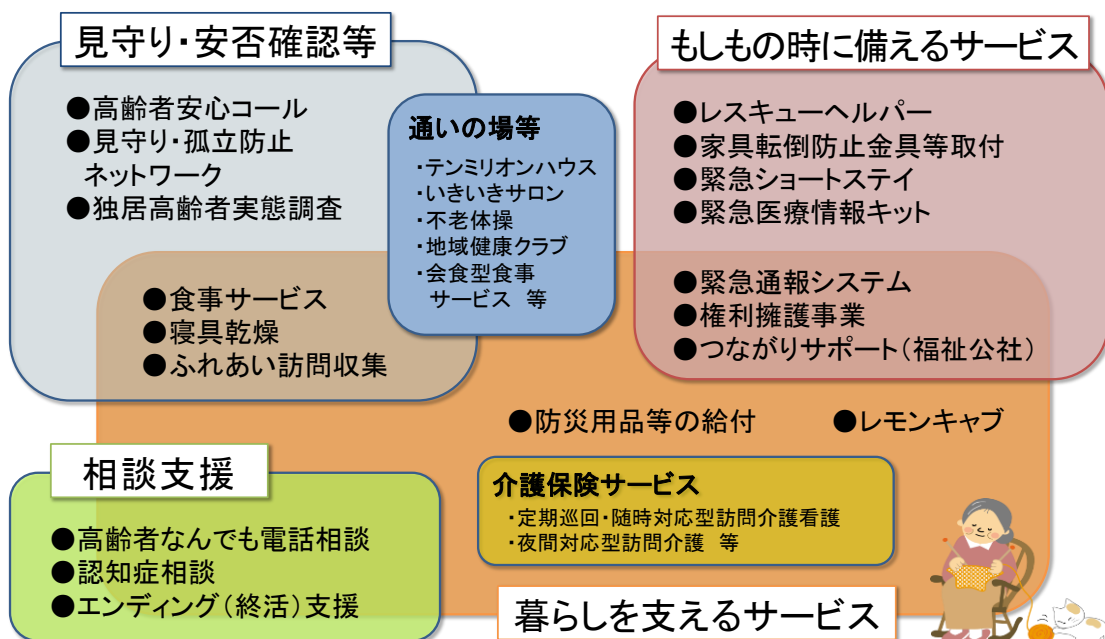 見守り・安否確認等
●高齢者安心コール
●見守り・孤立防止
ネットワーク
●独居高齢者実態調査
通いの場等
・テンミリオンハウス
・いきいきサロン
・不老体操
・地域健康クラブ
・会食型食事
サービス 等
もしもの時に備えるサービス
●レスキューヘルパー
●家具転倒防止金具等取付
●緊急ショートステイ
●緊急医療情報キット
●食事サービス
●寝具乾燥
●ふれあい訪問収集
●緊急通報システム
●権利擁護事業
●つながりサポート(福祉公社)
●防災用品等の給付 ●レモンキャブ
相談支援
●高齢者なんでも電話相談
●認知症相談
●エンディング(終活)支援
介護保険サービス
・定期巡回・随時対応型訪問介護看護
・夜間対応型訪問介護 等
暮らしを支えるサービス